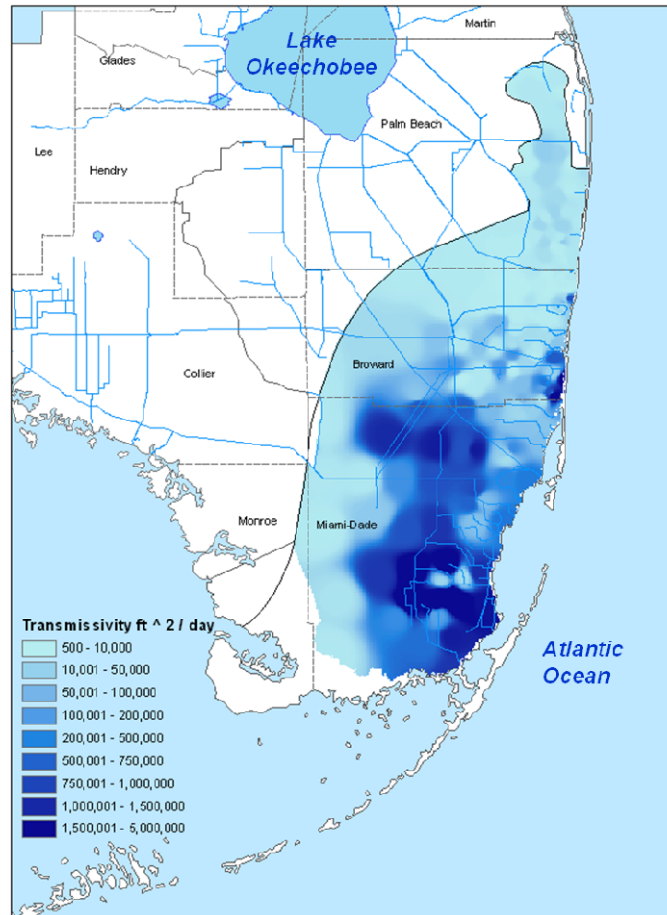 Martin
Lake
Okeechobee
Glades
Palm Beach
Lee
Hendry
Collier
Broward
Monroe
Miami-Dade
Transmissivity ft ^ 2 / day
500 - 10,000
10,001 - 50,000
50,001 - 100,000
100,001 - 200,000
200,001 - 500,000
500,001 - 750,000
750,001 - 1,000,000
1,000,001 - 1,500,000
1,500,001 - 5,000,000
Atlantic
Ocean